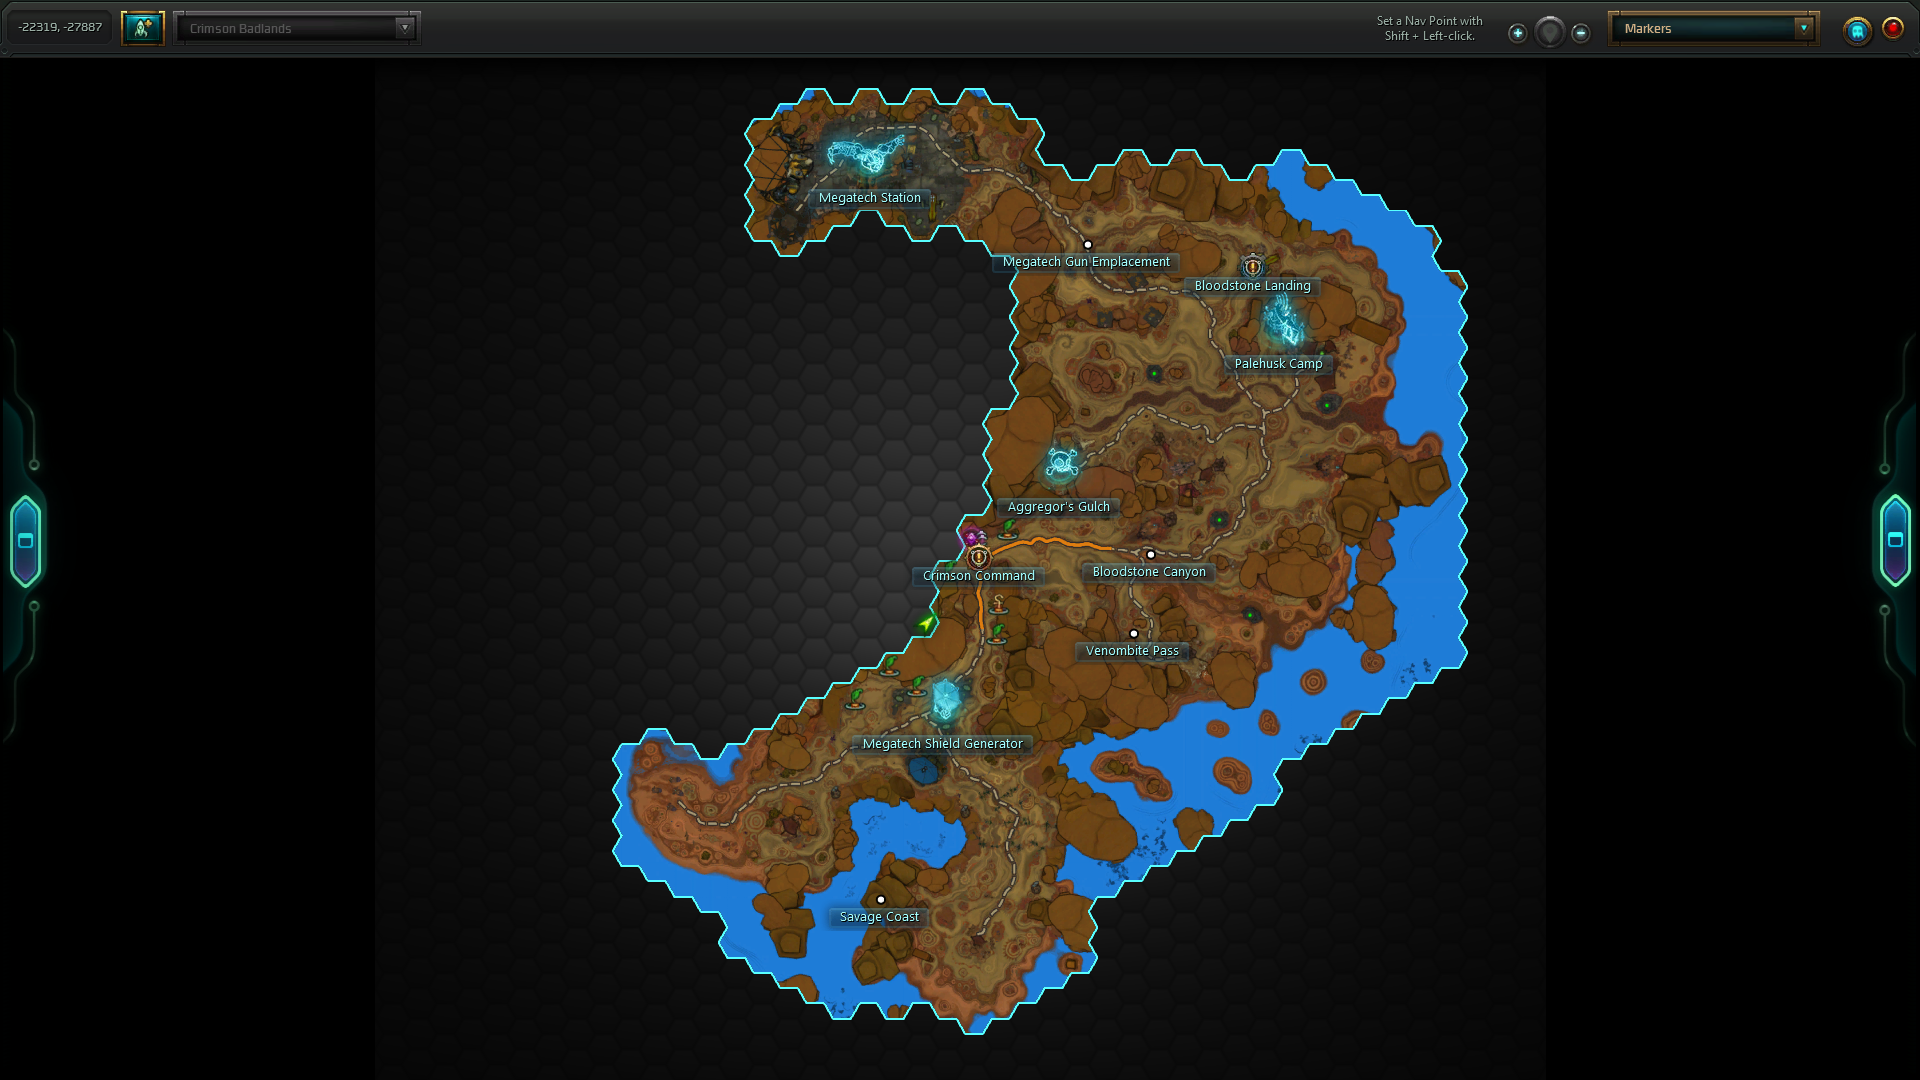 -22319, -27887
Crimson Badlands
Set a Nav Point with
Shift + Left-click.
Markers
Megatech Station
Megatech Gun Emplacement
Bloodstone Landing
Palehusk Camp
Aggregor's Gulch
Crimson Command
Bloodstone Canyon
Venombite Pass
Megatech Shield Generator
Savage Coast